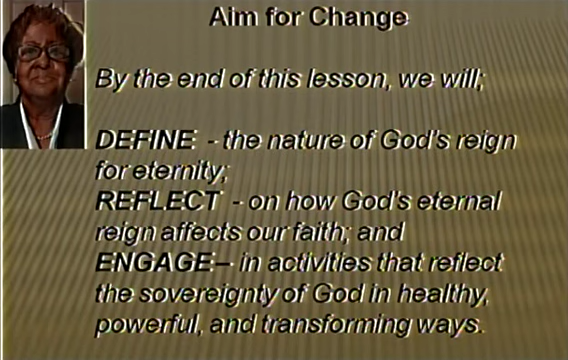 Aim for Change
By the end of this lesson, we will;
DEFINE - the nature of God's reign
for eternity;
REFLECT - on how God's eternal
reign affects our faith; and
ENGAGE – in activities that reflect
the sovereignty of God in healthy,
powerful, and transforming ways.